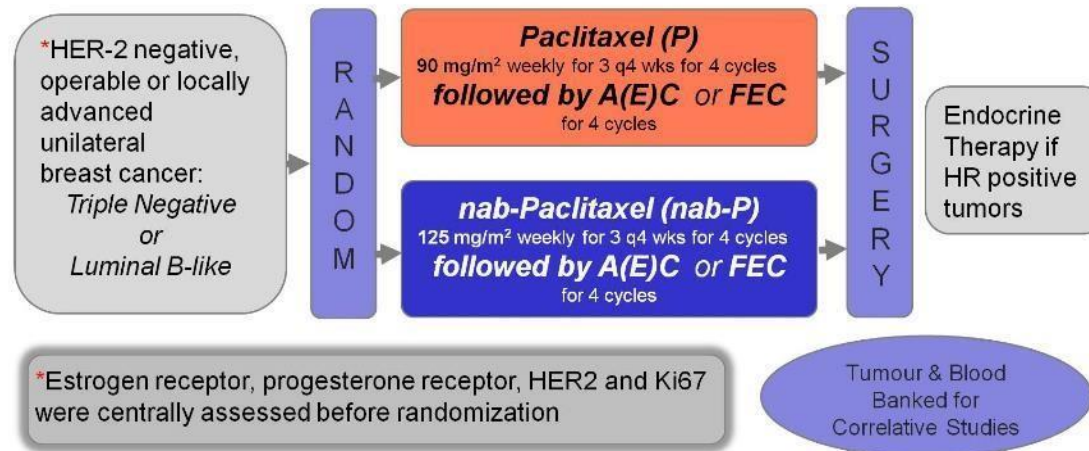 *HER-2 negative,
operable or locally
advanced
unilateral
breast cancer:
Triple Negative
or
Luminal B-like
RANDOM
Paclitaxel (P)
90 mg/m² weekly for 3 q4 wks for 4 cycles
followed by A(E)C or FEC
for 4 cycles
nab-Paclitaxel (nab-P)
125 mg/m² weekly for 3 q4 wks for 4 cycles
followed by A(E)C or FEC
for 4 cycles
SURGERY
Endocrine
Therapy if
HR positive
tumors
*Estrogen receptor, progesterone receptor, HER2 and Ki67
were centrally assessed before randomization
Tumour & Blood
Banked for
Correlative Studies